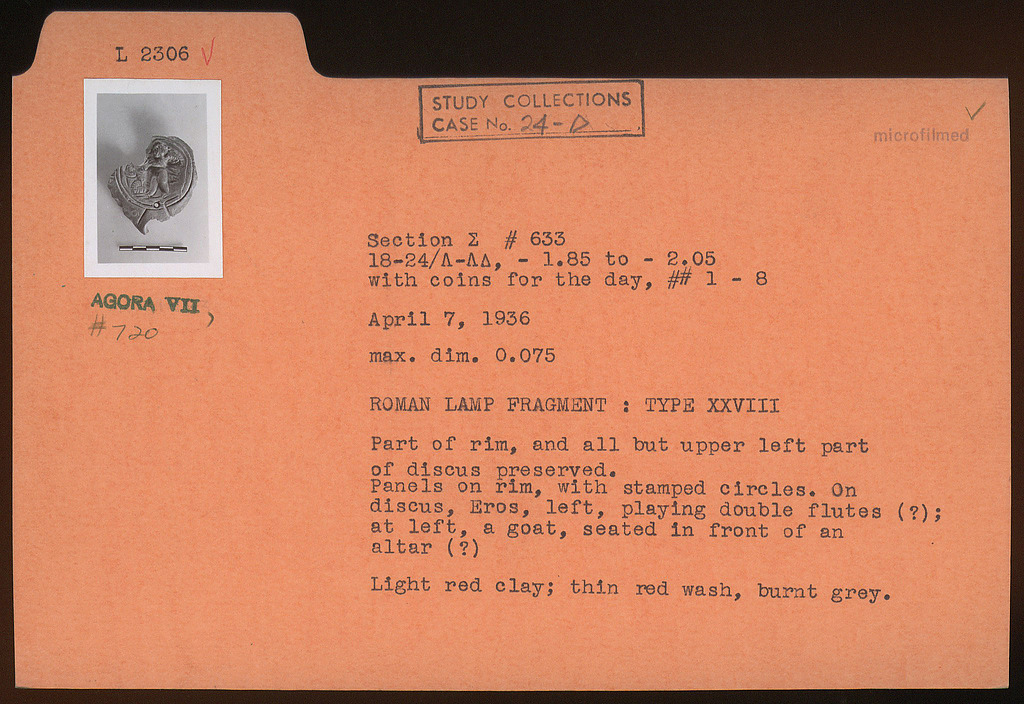 L 2306 ✓
STUDY COLLECTIONS
CASE No. 24-D
microfilmed
AGORA VII,
# 720
Section Σ # 633
18-24/Λ-ΛΔ, - 1.85 to - 2.05
with coins for the day, ## 1 - 8
April 7, 1936
max. dim. 0.075
ROMAN LAMP FRAGMENT : TYPE XXVIII
Part of rim, and all but upper left part
of discus preserved.
Panels on rim, with stamped circles. On
discus, Eros, left, playing double flutes (?);
at left, a goat, seated in front of an
altar (?)
Light red clay; thin red wash, burnt grey.